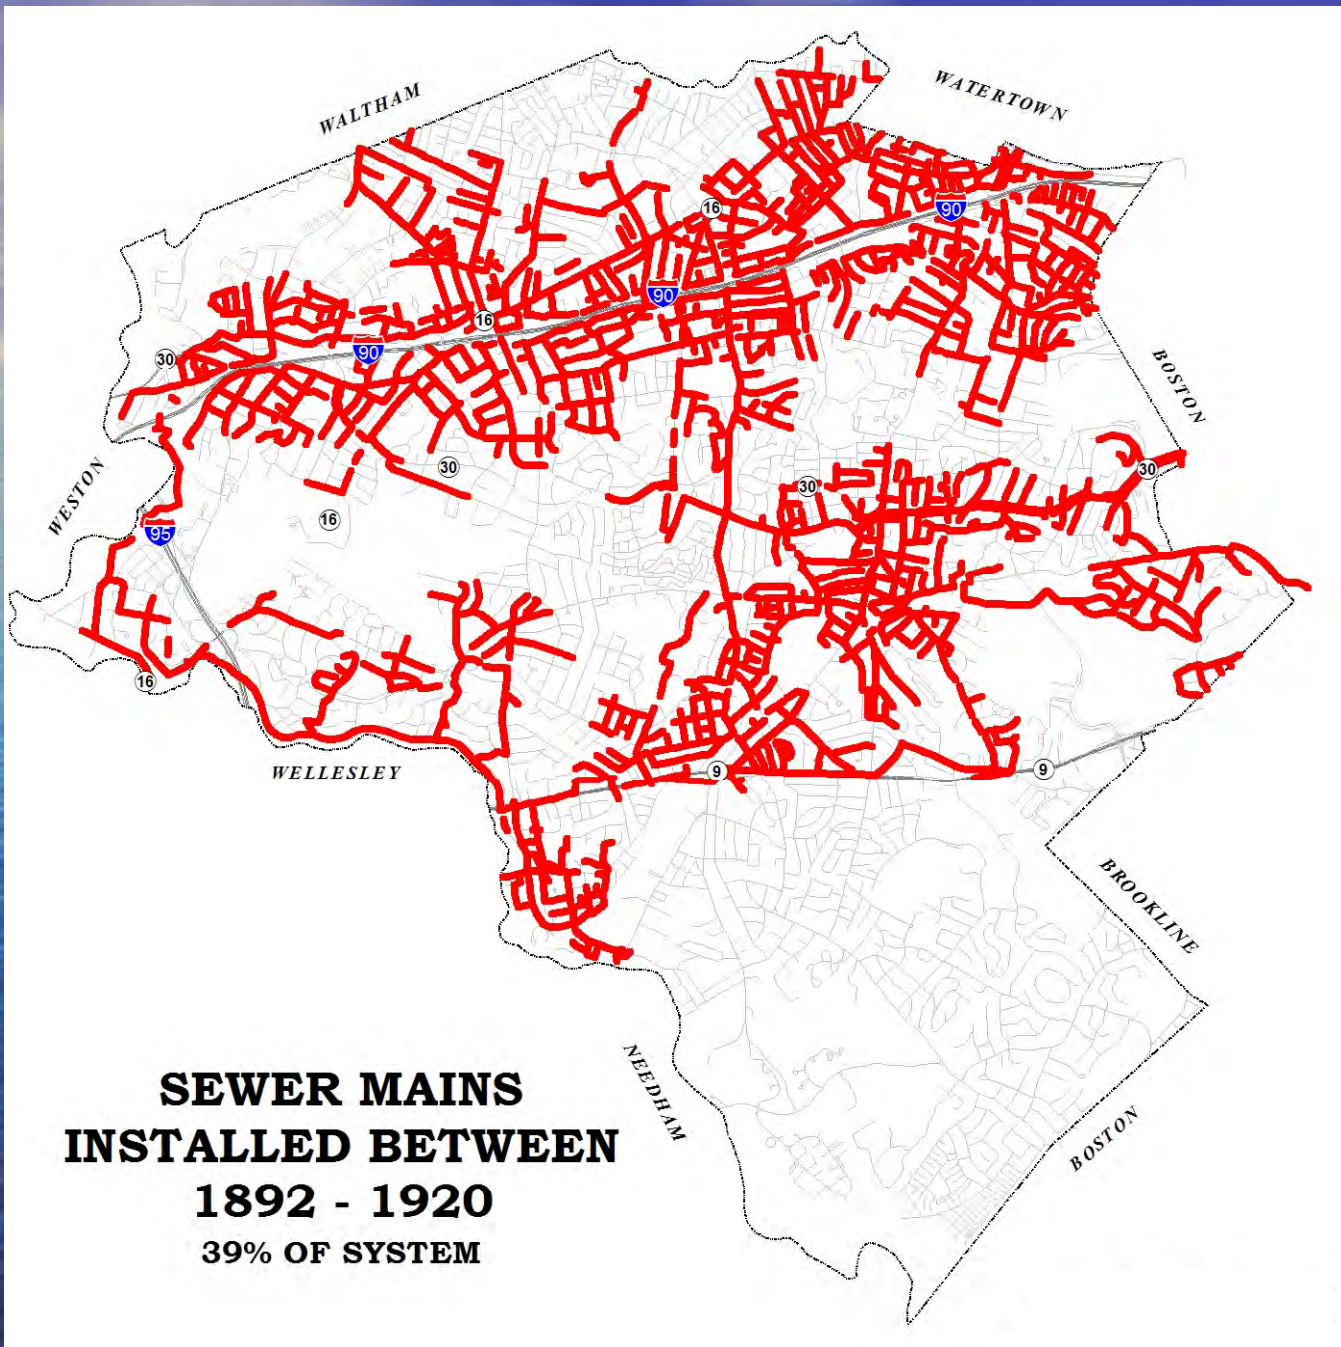 WATERTOWN
WALTHAM
16
90
90
16
90
30
BOSTON
30
30
30
WESTON
16
95
16
WELLESLEY
9
9
BROOKLINE
NEEDHAM
BOSTON
SEWER MAINS
INSTALLED BETWEEN
1892 - 1920
39% OF SYSTEM